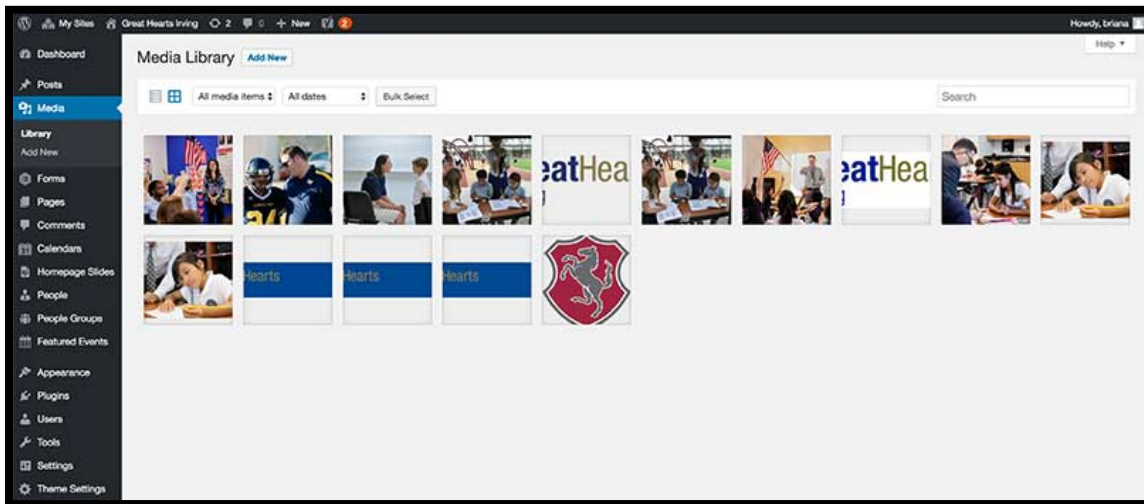 My Sites Great Hearts Irving 2 0 + New 2 Howdy, briana
Help
Dashboard
Posts
Media
Library
Add New
Forms
Pages
Comments
Calendars
Homepage Slides
People
People Groups
Featured Events
Appearance
Plugins
Users
Tools
Settings
Theme Settings
Media Library Add New
All media items All dates Bulk Select Search
eatHea
eatHea
Hearts
Hearts
Hearts